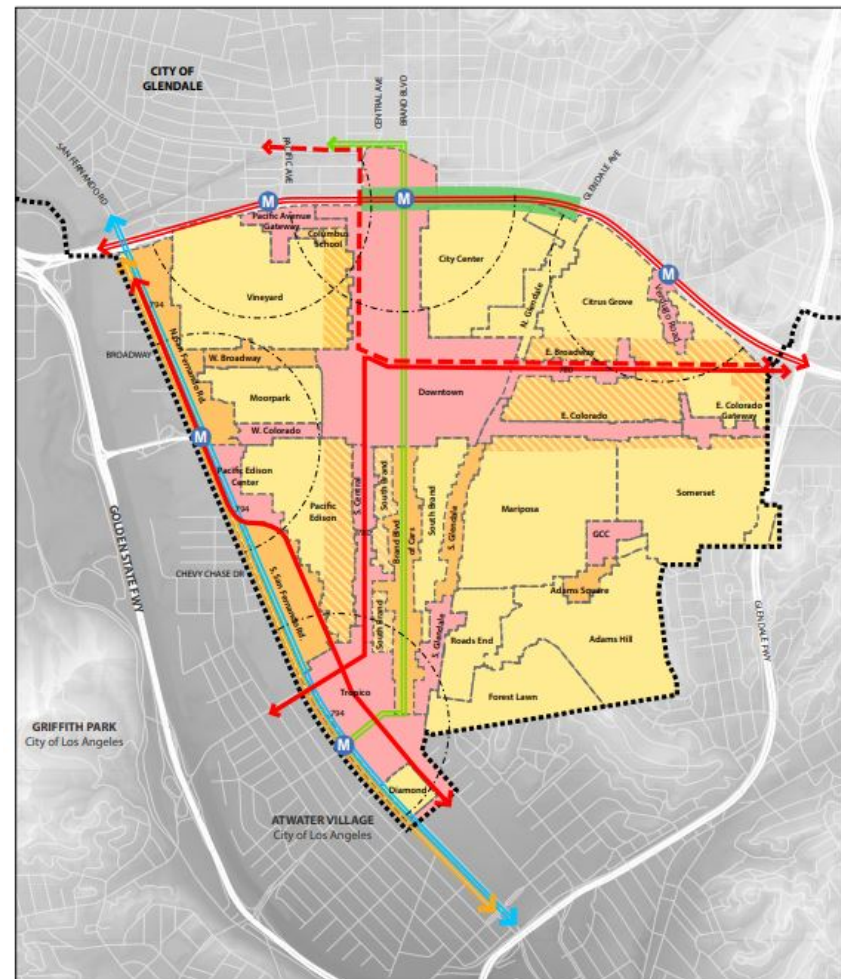 CITY OF
GLENDALE
CENTRAL AVE
BRAND BLVD
PACIFIC AVE
SAN FERNANDO RD
GLENDALE AVE
M
M
Pacific Avenue
Gateway
Columbus
School
City Center
M
Vineyard
N. Glendale
Citrus Grove
Verdugo Road
794
N. San Fernando Rd.
BROADWAY
W. Broadway
E. Broadway
780
Moorpark
Downtown
E. Colorado
E. Colorado
Gateway
W. Colorado
M
Pacific Edison
Center
Pacific
Edison
S. Central
South Brand
Brand Blvd
of Cars
South Brand
S. Glendale
Mariposa
Somerset
794
GCC
GOLDEN STATE FWY
CHEVY CHASE DR
S. San Fernando Rd.
Adams Square
South Brand
S. Glendale
Roads End
Adams Hill
GLENDALE FWY
Tropico
Forest Lawn
794
GRIFFITH PARK
City of Los Angeles
M
Diamond
ATWATER VILLAGE
City of Los Angeles